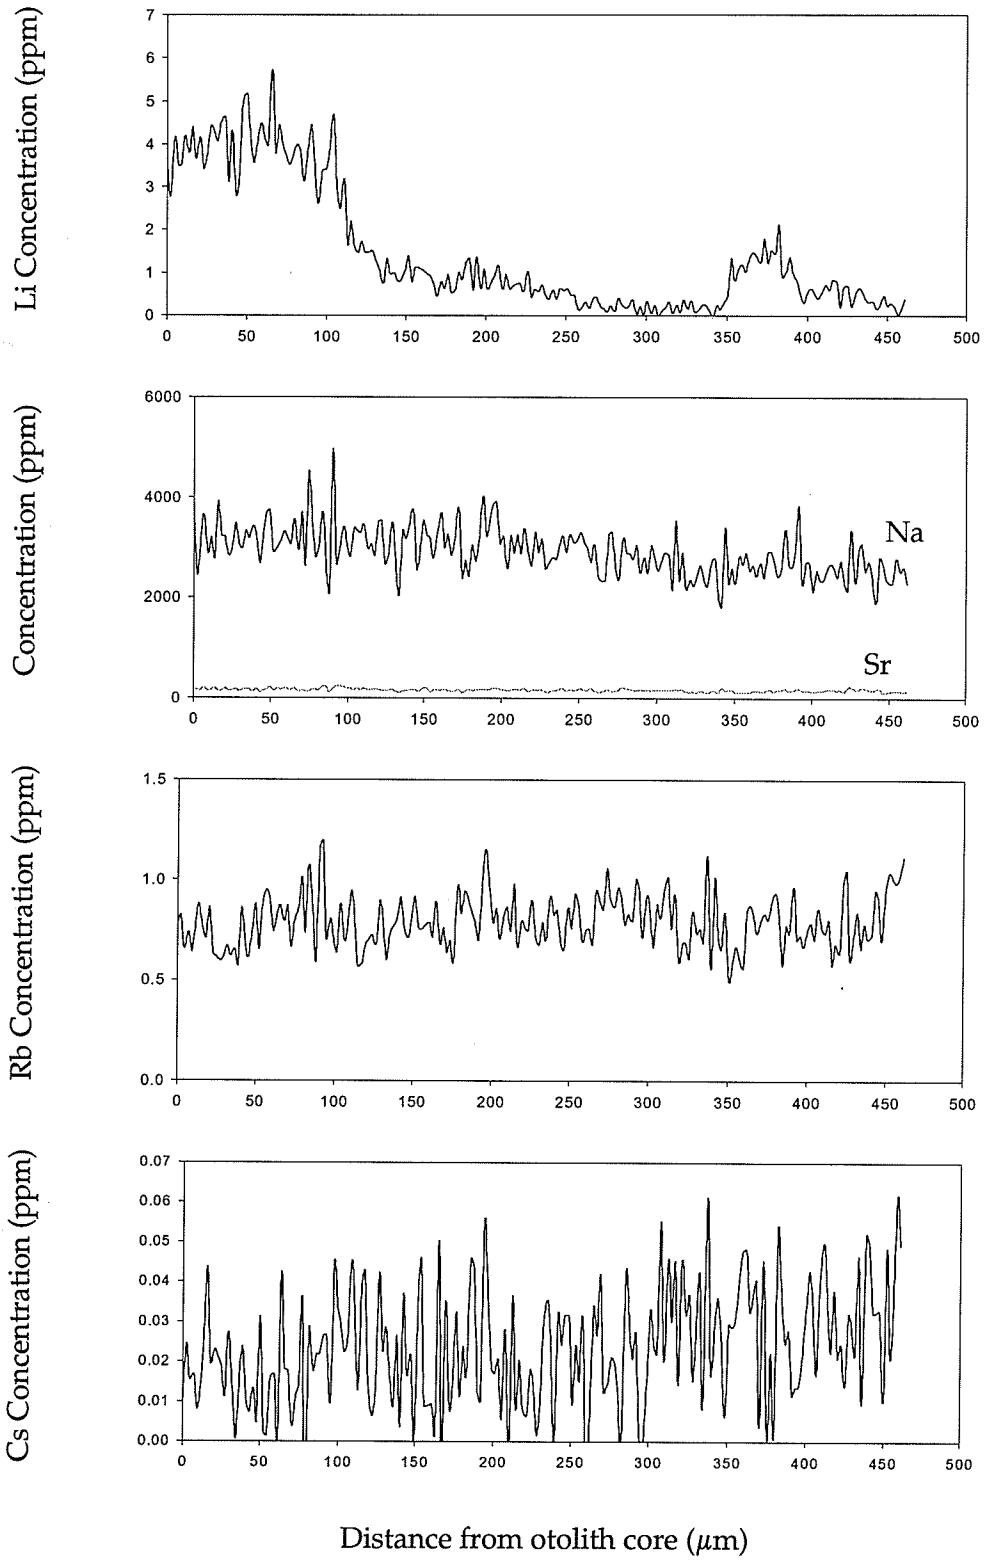 Li Concentration (ppm)
7
6
5
4
3
2
1
0
0 50 100 150 200 250 300 350 400 450 500
Concentration (ppm)
6000
4000
2000
0
Na
Sr
0 50 100 150 200 250 300 350 400 450 500
Rb Concentration (ppm)
1.5
1.0
0.5
0.0
0 50 100 150 200 250 300 350 400 450 500
Cs Concentration (ppm)
0.07
0.06
0.05
0.04
0.03
0.02
0.01
0.00
0 50 100 150 200 250 300 350 400 450 500
Distance from otolith core (μm)